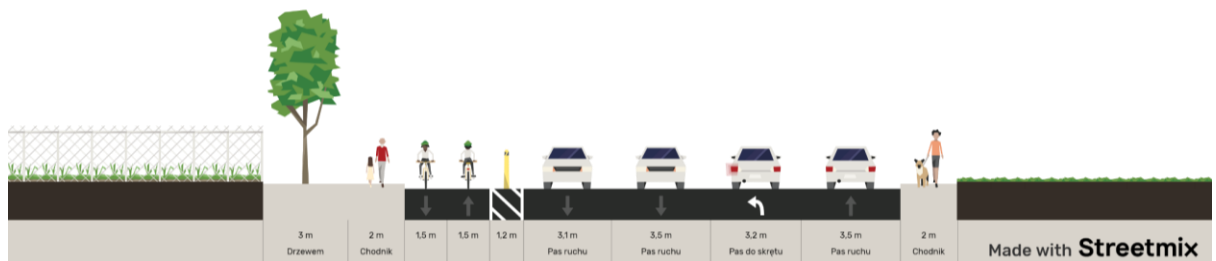 3 m
Drzewem
2 m
Chodnik
1,5 m
1,5 m
1,2 m
3,1 m
Pas ruchu
3,5 m
Pas ruchu
3,2 m
Pas do skrętu
3,5 m
Pas ruchu
2 m
Chodnik
Made with Streetmix